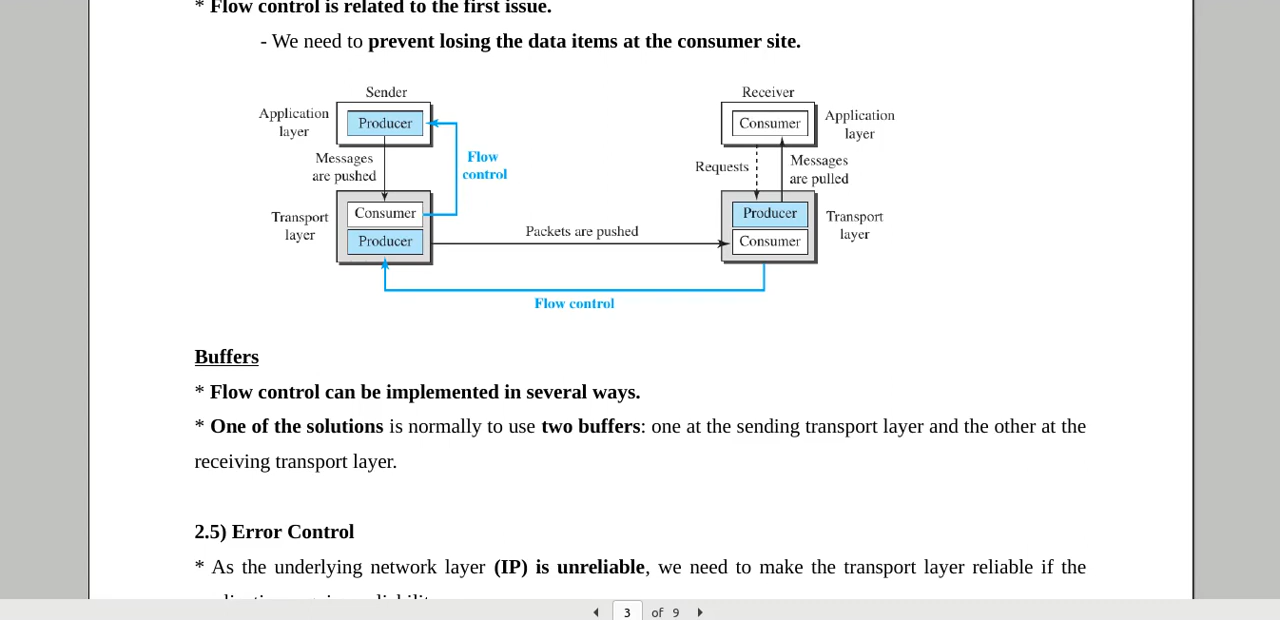 * Flow control is related to the first issue.
- We need to prevent losing the data items at the consumer site.
Sender
Receiver
Application
layer
Producer
Consumer
Application
layer
Messages
are pushed
Flow
control
Requests
Messages
are pulled
Transport
layer
Consumer
Producer
Packets are pushed
Producer
Consumer
Transport
layer
Flow control
Buffers
* Flow control can be implemented in several ways.
* One of the solutions is normally to use two buffers: one at the sending transport layer and the other at the
receiving transport layer.
2.5) Error Control
* As the underlying network layer (IP) is unreliable, we need to make the transport layer reliable if the
3 of 9